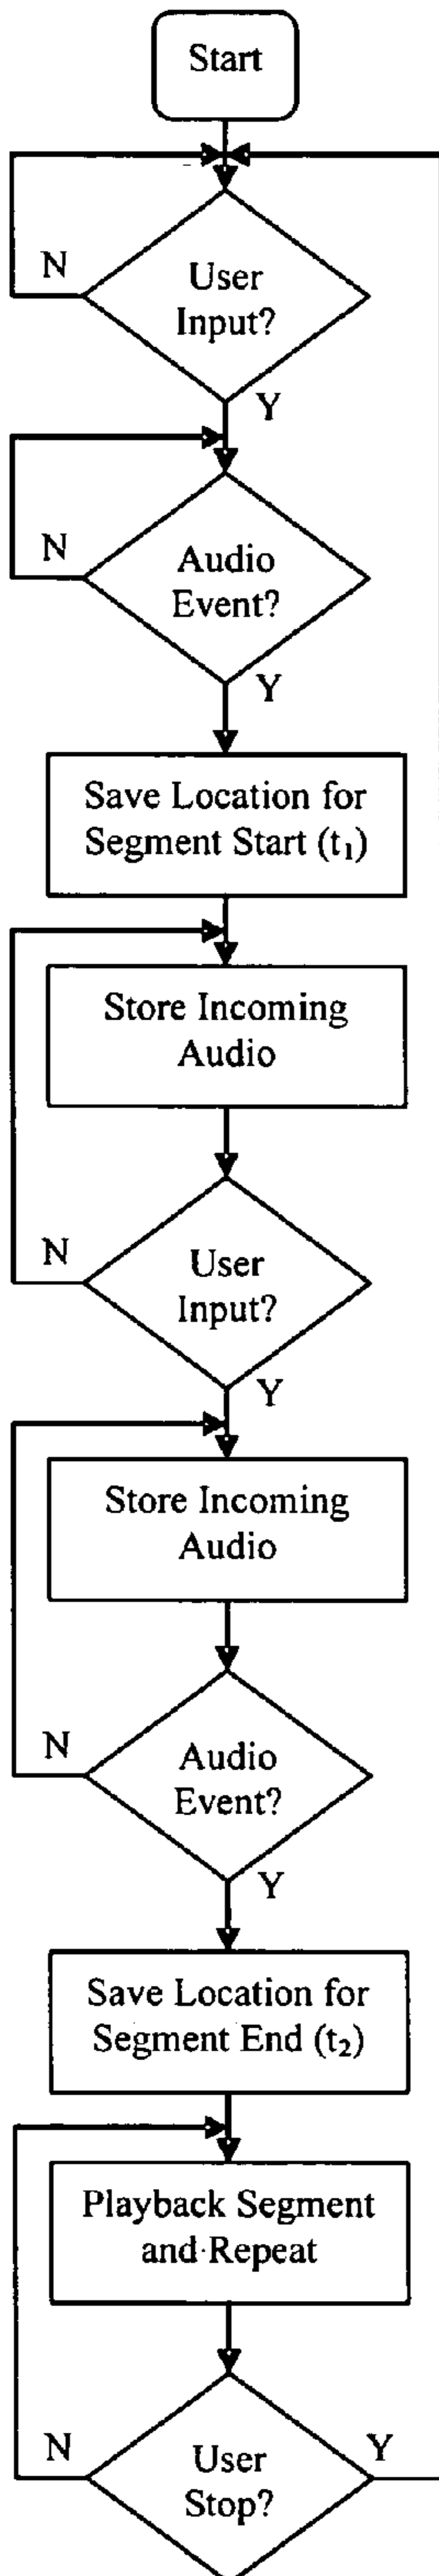 Start
N
User
Input?
Y
N
Audio
Event?
Y
Save Location for
Segment Start (t₁)
Store Incoming
Audio
N
User
Input?
Y
Store Incoming
Audio
N
Audio
Event?
Y
Save Location for
Segment End (t₂)
Playback Segment
and Repeat
N
User
Stop?
Y